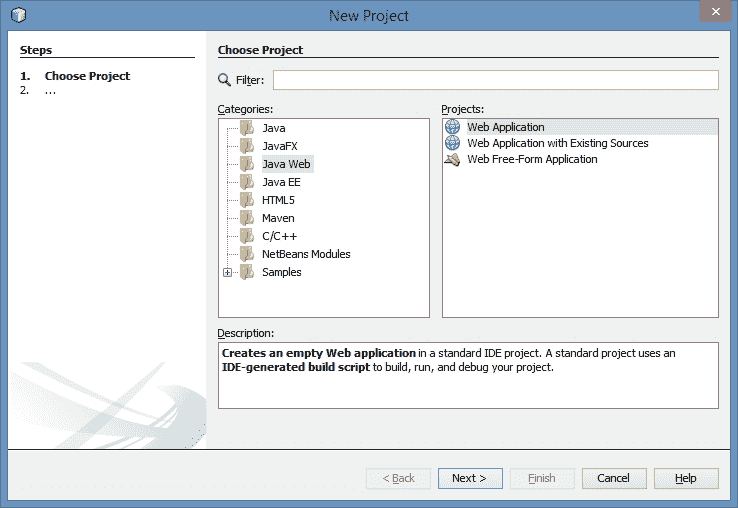 New Project
Steps
1. Choose Project
2. ...
Choose Project
Filter:
Categories:
Java
JavaFX
Java Web
Java EE
HTML5
Maven
C/C++
NetBeans Modules
Samples
Projects:
Web Application
Web Application with Existing Sources
Web Free-Form Application
Description:
Creates an empty Web application in a standard IDE project. A standard project uses an
IDE-generated build script to build, run, and debug your project.
< Back
Next >
Finish
Cancel
Help